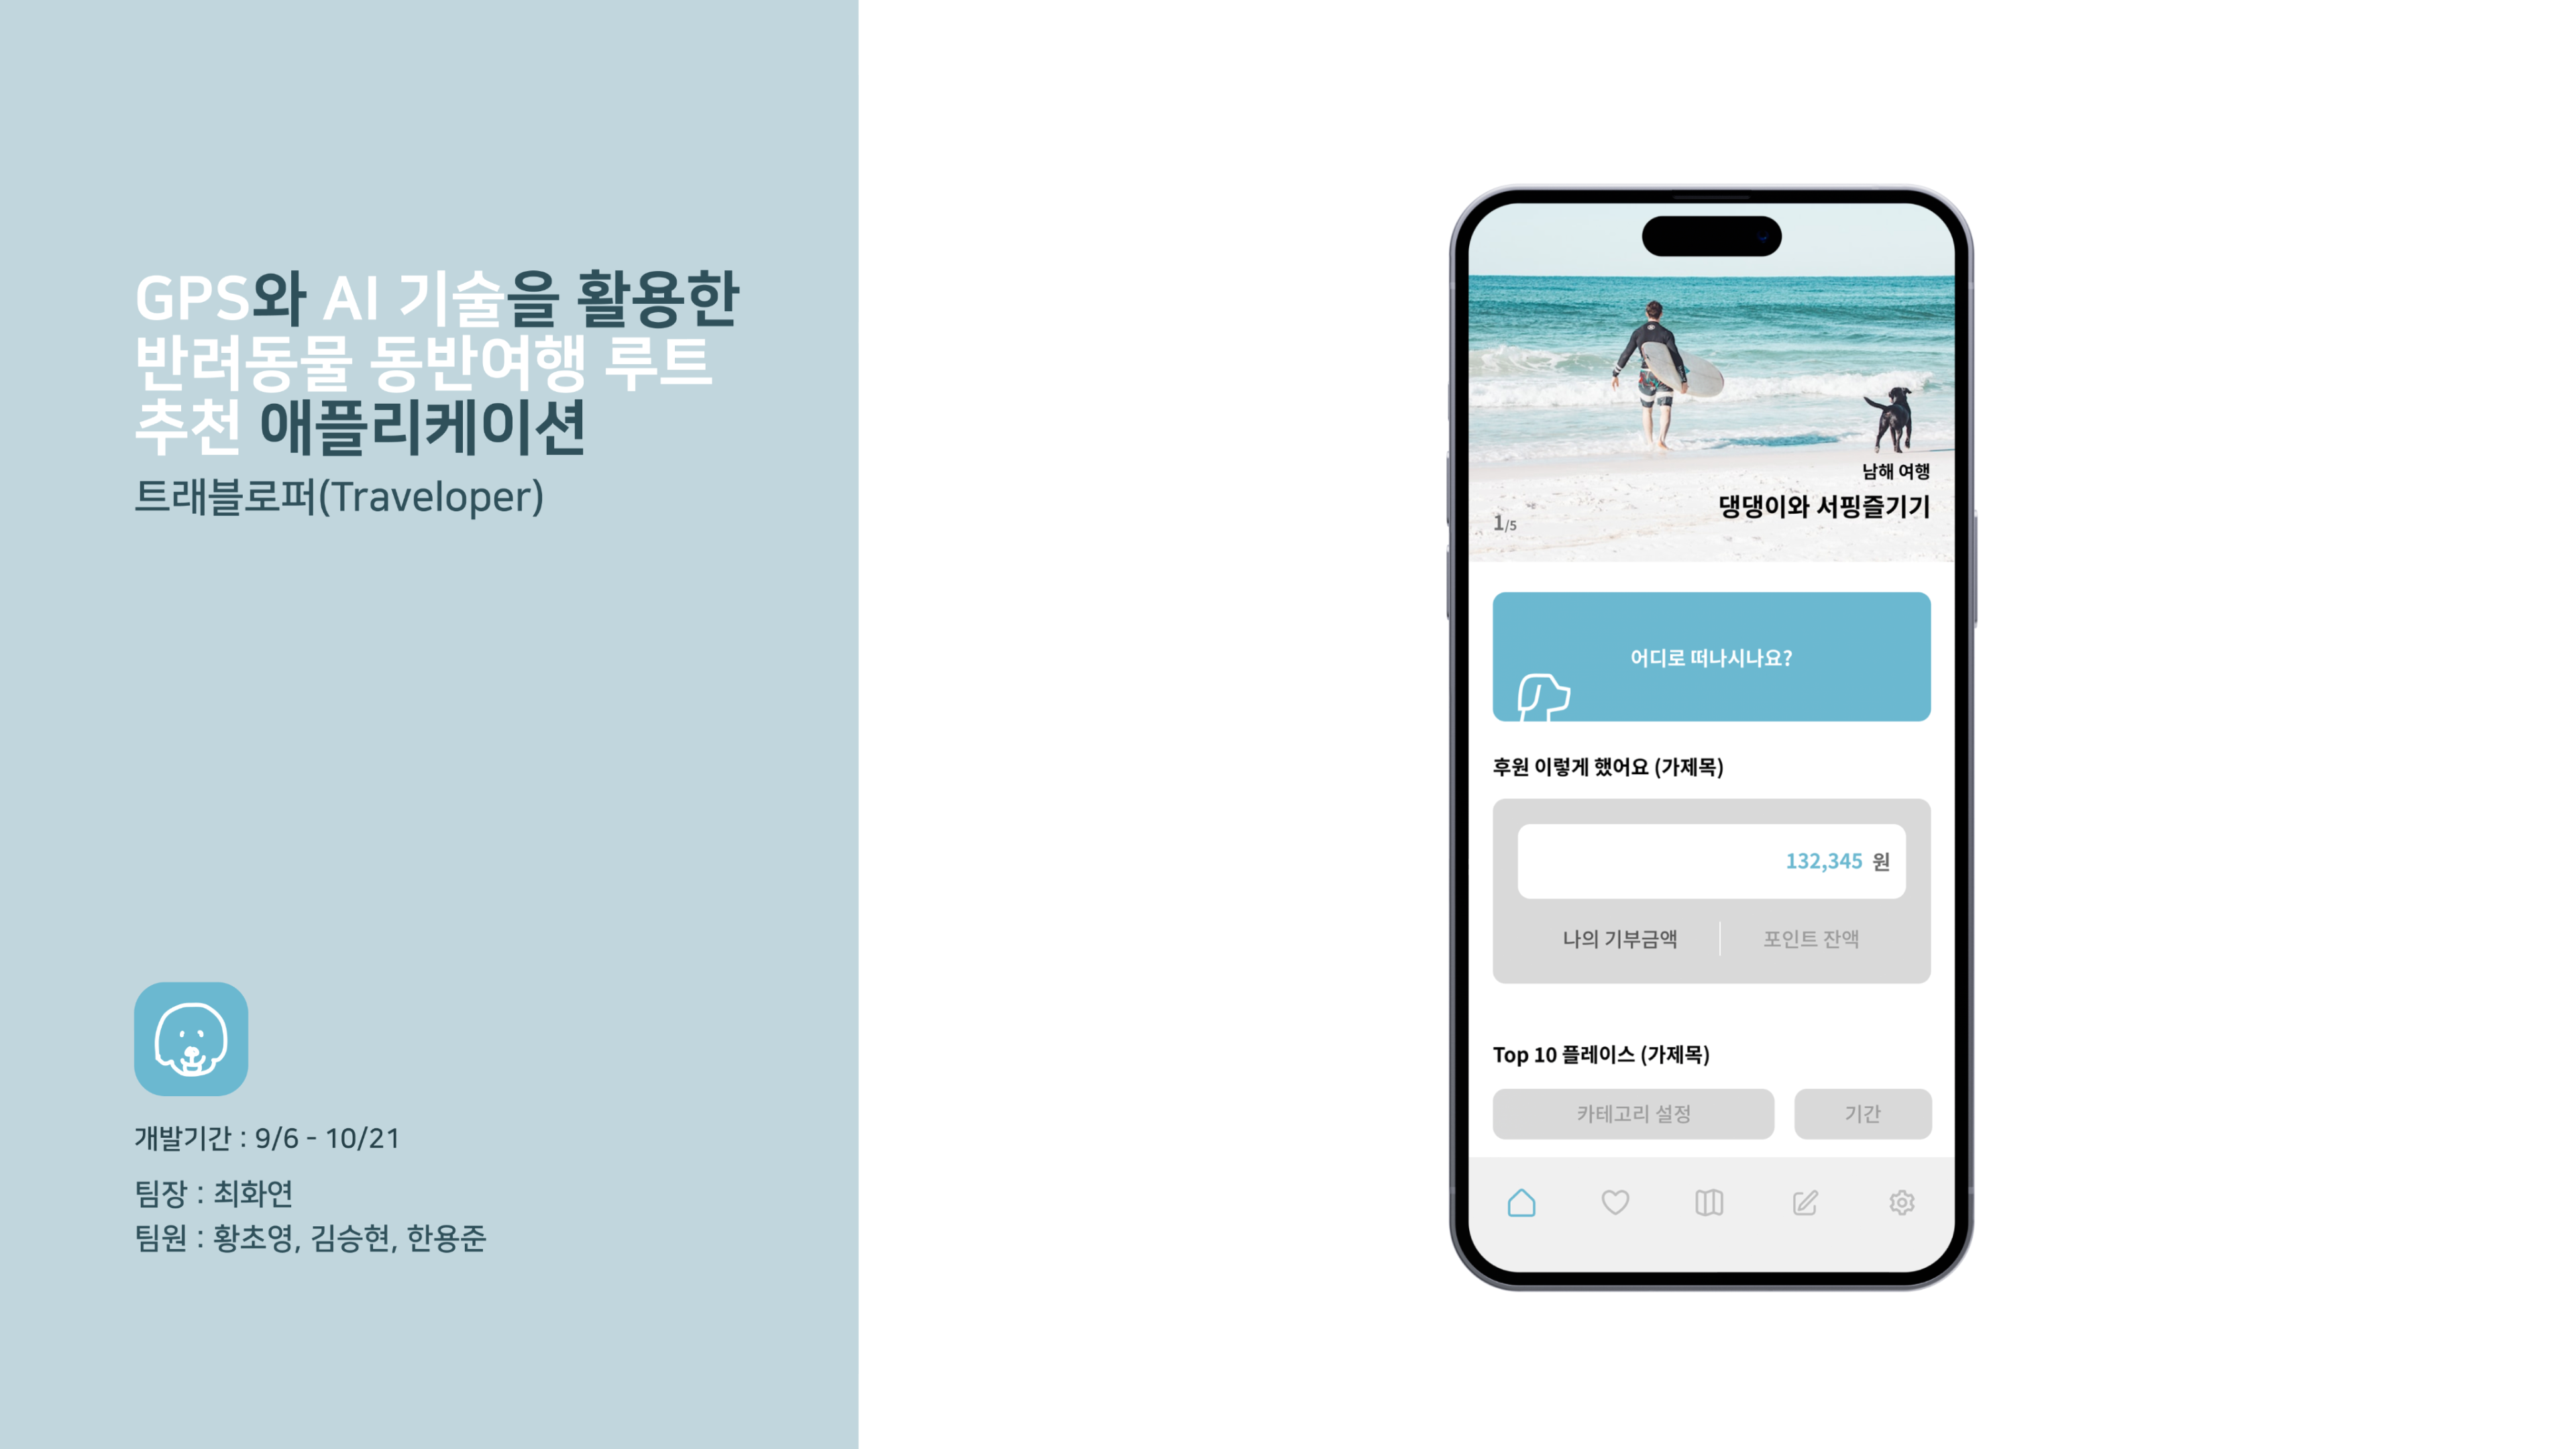 GPS와 AI 기술을 활용한
반려동물 동반여행 루트
추천 애플리케이션
트래블로퍼(Traveloper)
개발기간 : 9/6 - 10/21
팀장 : 최화연
팀원 : 황초영, 김승현, 한용준
남해 여행
댕댕이와 서핑즐기기
1/5
어디로 떠나시나요?
후원 이렇게 했어요 (가제목)
132,345 원
나의 기부금액 포인트 잔액
Top 10 플레이스 (가제목)
카테고리 설정 기간